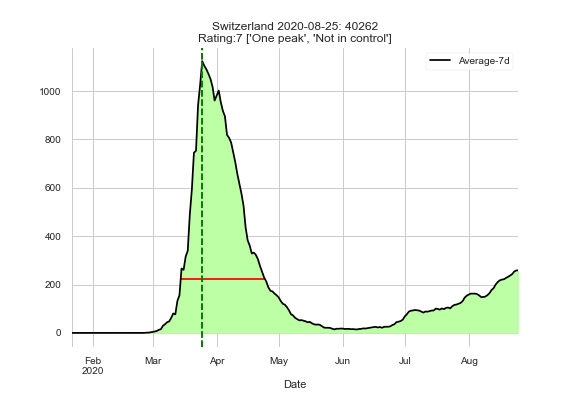 Switzerland 2020-08-25: 40262
Rating:7 ['One peak', 'Not in control']
Average-7d
1000
800
600
400
200
0
Feb Mar Apr May Jun Jul Aug
2020
Date